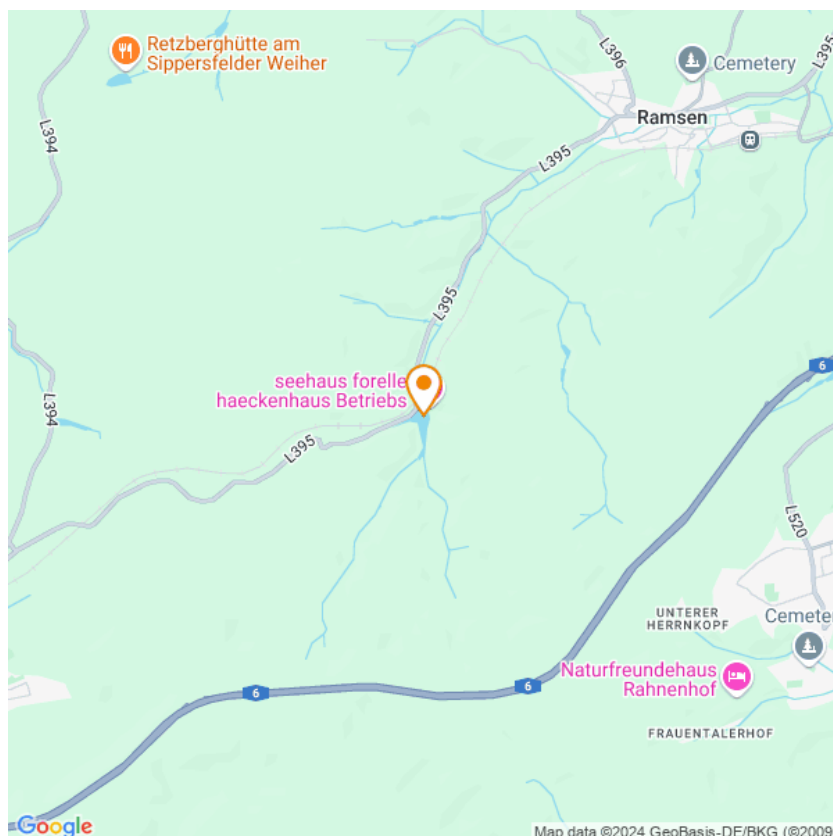 Retzberghütte am
Sippersfelder Weiher
L396
Cemetery
L395
Ramsen
L394
L395
L395
6
seehaus forelle
haeckenhaus Betriebs
L394
L395
L520
UNTERER
HERRNKOPF
Cemeter
Naturfreundehaus
Rahnenhof
6
6
FRAUENTALERHOF
Google
Map data ©2024 GeoBasis-DE/BKG (©2009